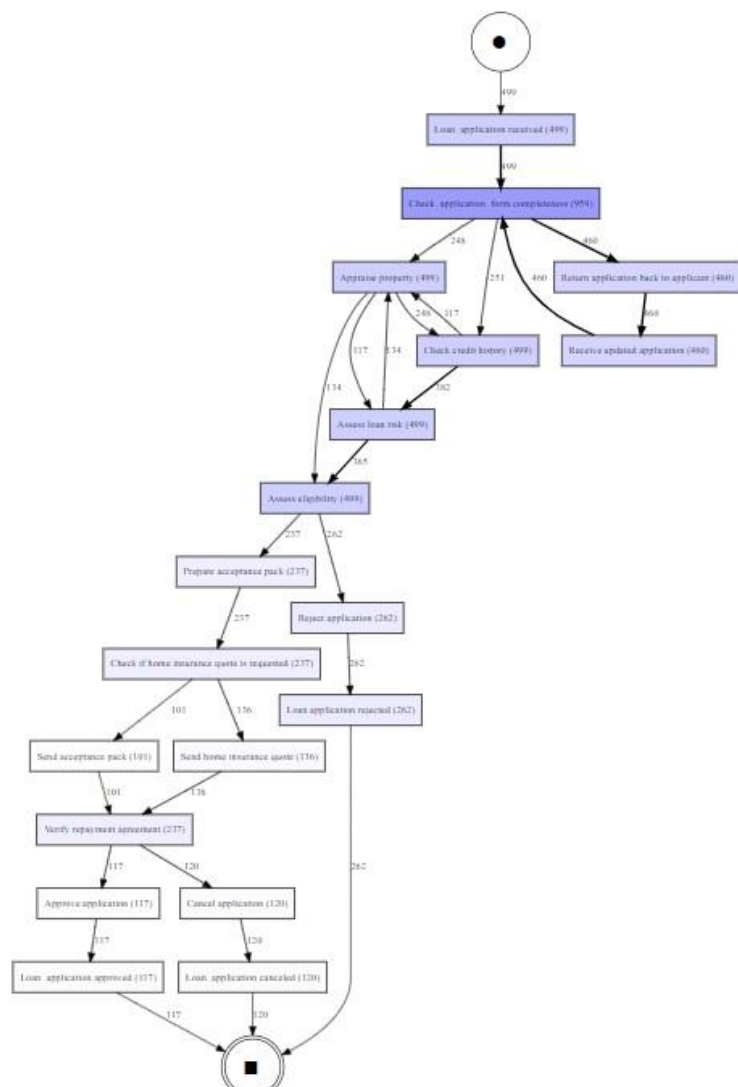 499
Loan application received (499)
499
Check application form completeness (959)
248
460
251
460
Appraise property (499)
Return application back to applicant (460)
248
117
460
Check credit history (499)
Receive updated application (460)
117
134
134
382
Assess loan risk (499)
365
Assess eligibility (499)
237
262
Prepare acceptance pack (237)
237
Reject application (262)
262
Check if home insurance quote is requested (237)
Loan application rejected (262)
101
136
Send acceptance pack (101)
Send home insurance quote (136)
101
136
Verify repayment agreement (237)
117
120
262
Approve application (117)
Cancel application (120)
117
120
Loan application approved (117)
Loan application canceled (120)
117
120